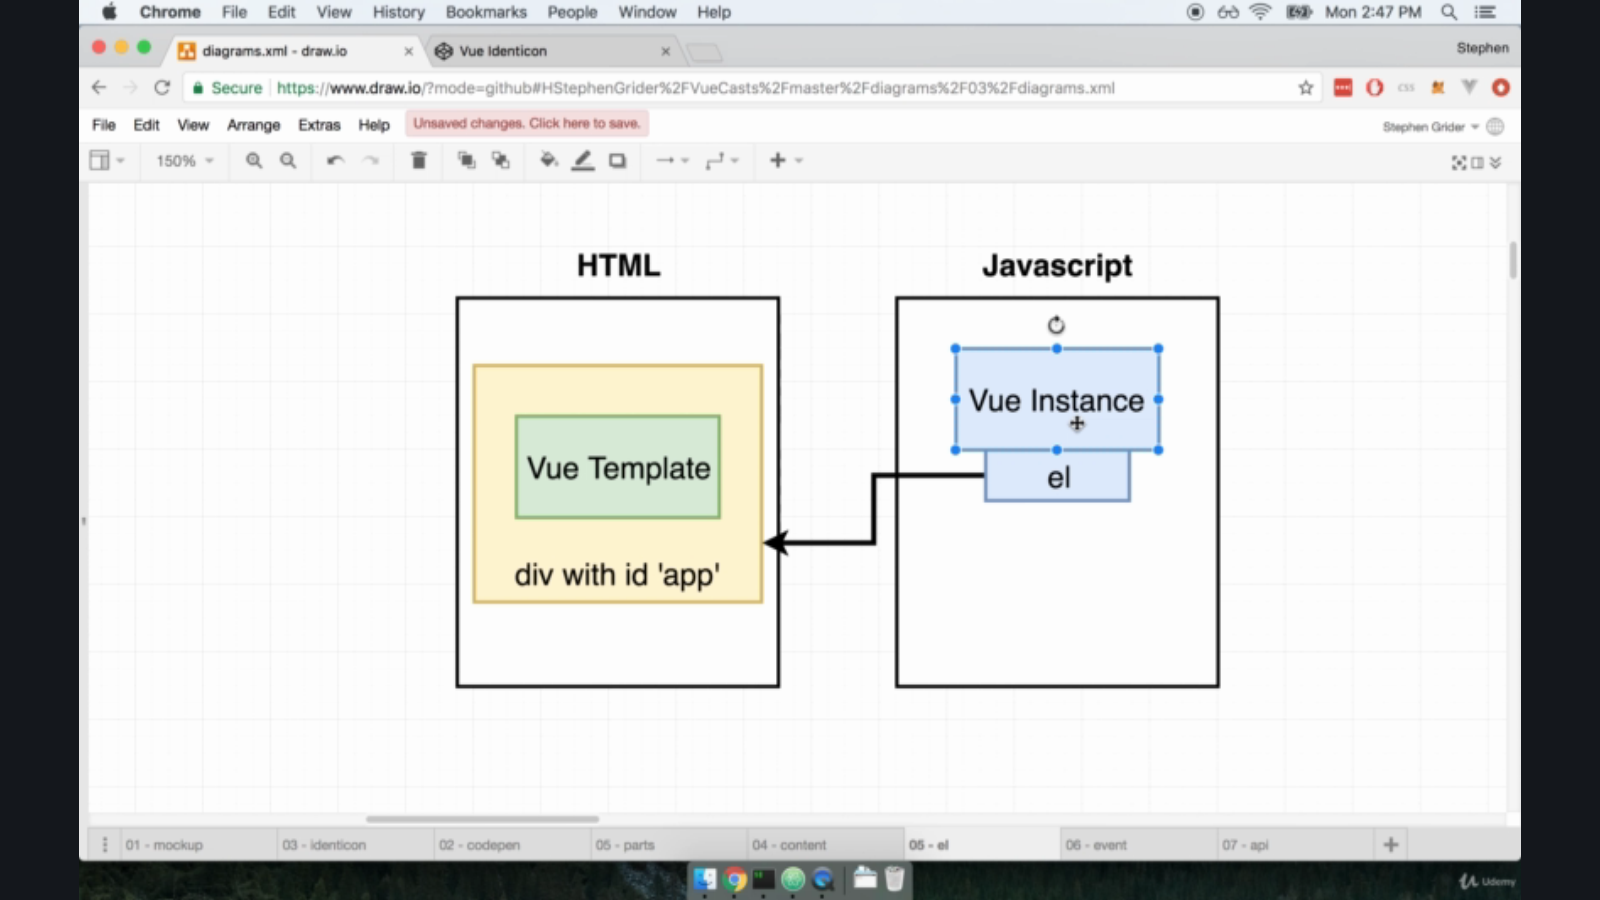 Chrome File Edit View History Bookmarks People Window Help Mon 2:47 PM
diagrams.xml - draw.io Vue Identicon Stephen
Secure https://www.draw.io/?mode=github#HStephenGrider%2FVueCasts%2Fmaster%2Fdiagrams%2F03%2Fdiagrams.xml css
File Edit View Arrange Extras Help Unsaved changes. Click here to save. Stephen Grider
150%
HTML Javascript
Vue Instance
Vue Template el
div with id 'app'
01 - mockup 03 - identicon 02 - codepen 05 - parts 04 - content 05 - el 06 - event 07 - api
Udemy